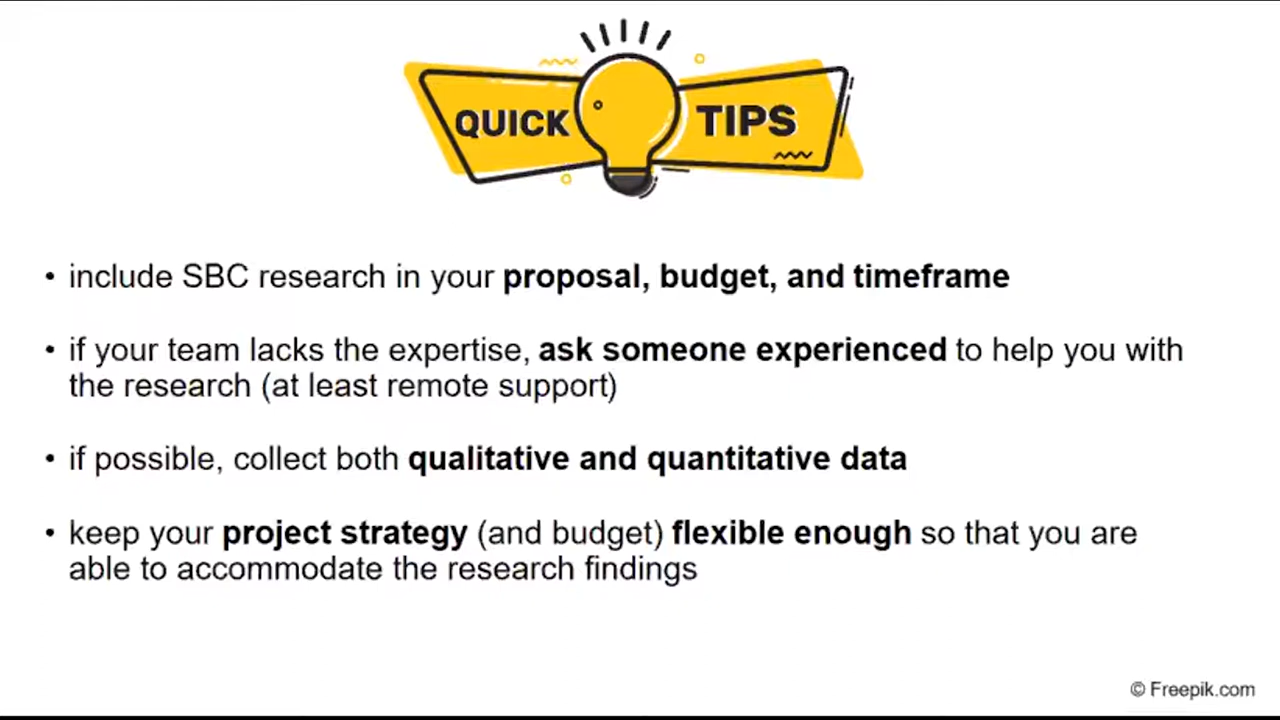 QUICK TIPS
• include SBC research in your proposal, budget, and timeframe
• if your team lacks the expertise, ask someone experienced to help you with
the research (at least remote support)
• if possible, collect both qualitative and quantitative data
• keep your project strategy (and budget) flexible enough so that you are
able to accommodate the research findings
© Freepik.com